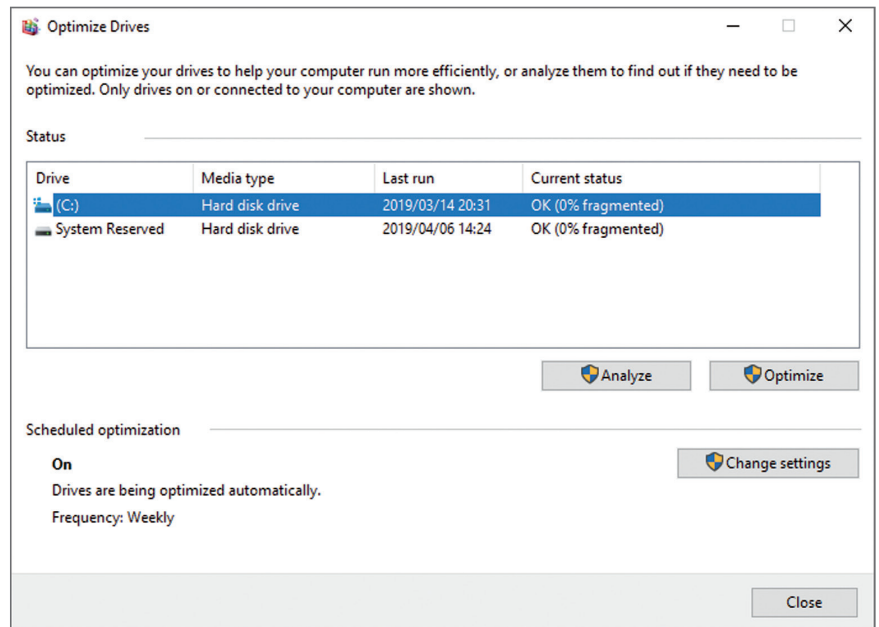 Optimize Drives
You can optimize your drives to help your computer run more efficiently, or analyze them to find out if they need to be
optimized. Only drives on or connected to your computer are shown.
Status
Drive Media type Last run Current status
(C:) Hard disk drive 2019/03/14 20:31 OK (0% fragmented)
System Reserved Hard disk drive 2019/04/06 14:24 OK (0% fragmented)
Analyze Optimize
Scheduled optimization
On Change settings
Drives are being optimized automatically.
Frequency: Weekly
Close